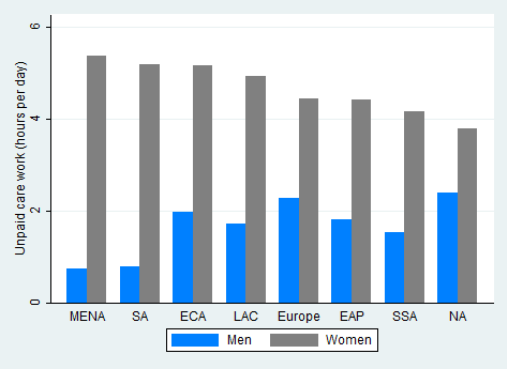 Unpaid care work (hours per day)
6
4
2
0
MENA SA ECA LAC Europe EAP SSA NA
Men Women